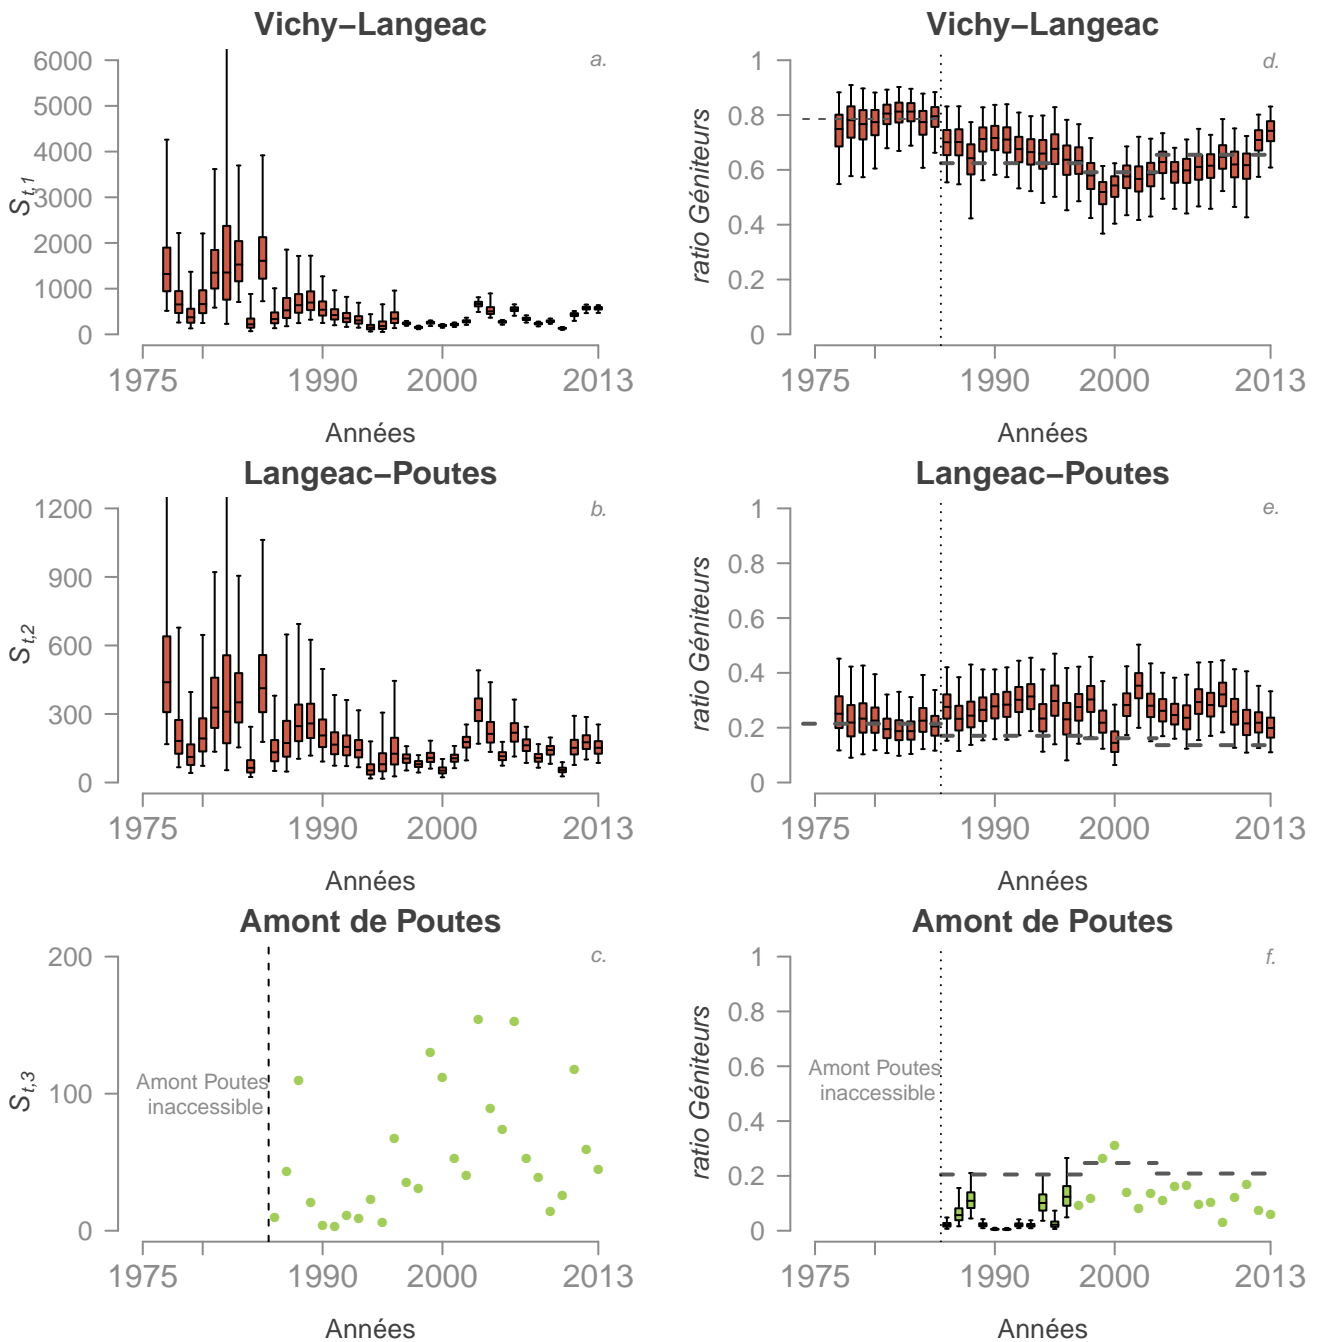 Vichy−Langeac
a.
6000
5000
4000
3000
2000
1000
0
S_{t,1}
1975
1990
2000
2013
Années
Vichy−Langeac
d.
1
0.8
0.6
0.4
0.2
0
ratio Géniteurs
1975
1990
2000
2013
Années
Langeac−Poutes
b.
1200
900
600
300
0
S_{t,2}
1975
1990
2000
2013
Années
Langeac−Poutes
e.
1
0.8
0.6
0.4
0.2
0
ratio Géniteurs
1975
1990
2000
2013
Années
Amont de Poutes
c.
200
100
0
S_{t,3}
Amont Poutes
inaccessible
1975
1990
2000
2013
Années
Amont de Poutes
f.
1
0.8
0.6
0.4
0.2
0
ratio Géniteurs
Amont Poutes
inaccessible
1975
1990
2000
2013
Années